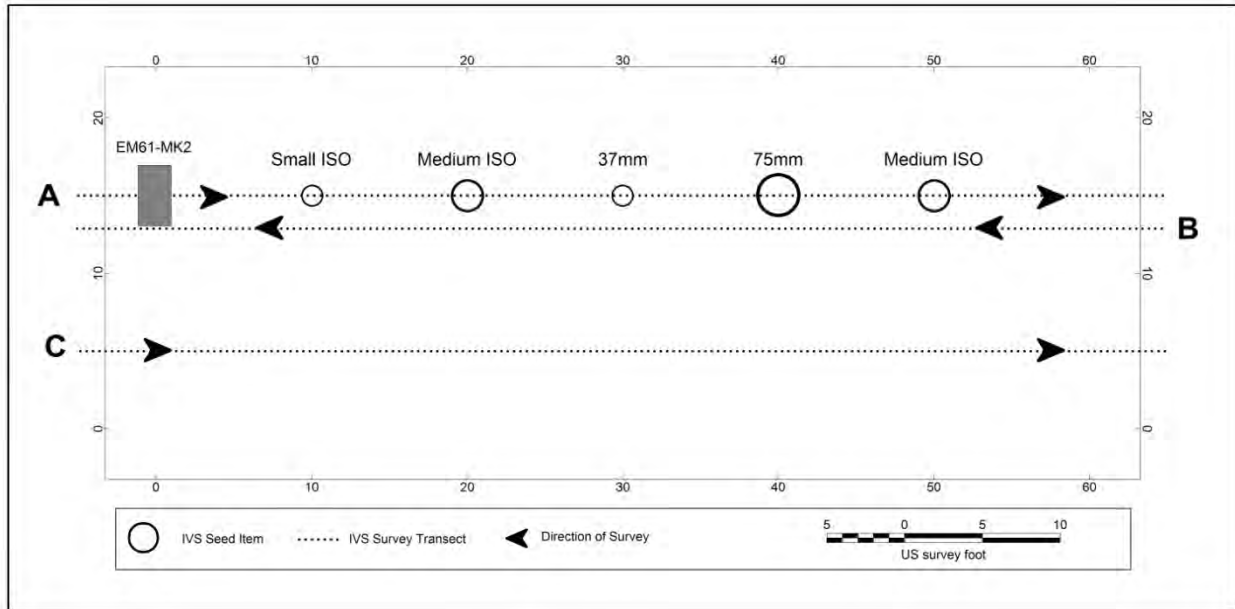 0 10 20 30 40 50 60
20 20
EM61-MK2 Small ISO Medium ISO 37mm 75mm Medium ISO
A
B
10 10
C
0 0
0 10 20 30 40 50 60
IVS Seed Item IVS Survey Transect Direction of Survey
5 0 5 10
US survey foot